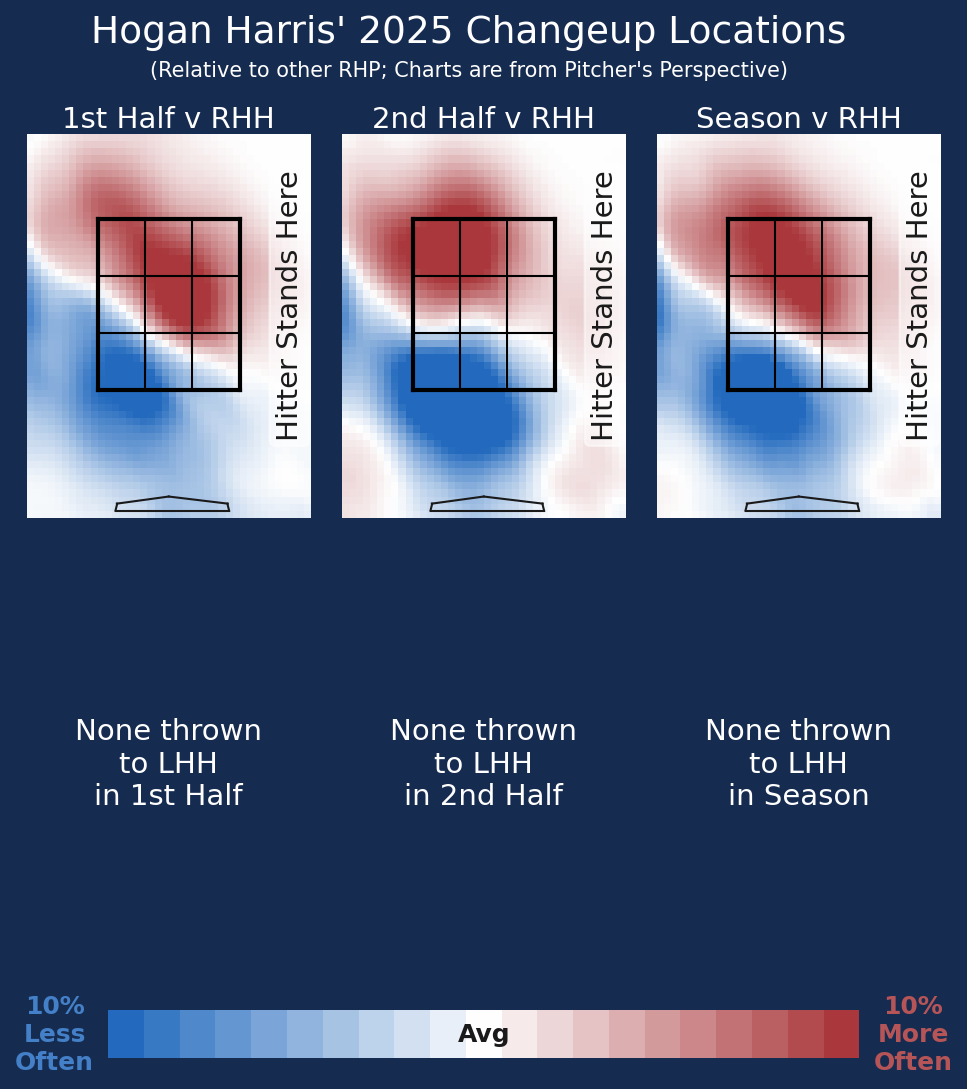 Hogan Harris' 2025 Changeup Locations
(Relative to other RHP; Charts are from Pitcher's Perspective)
1st Half v RHH
2nd Half v RHH
Season v RHH
Hitter Stands Here
Hitter Stands Here
Hitter Stands Here
None thrown
to LHH
in 1st Half
None thrown
to LHH
in 2nd Half
None thrown
to LHH
in Season
10%
Less
Often
Avg
10%
More
Often